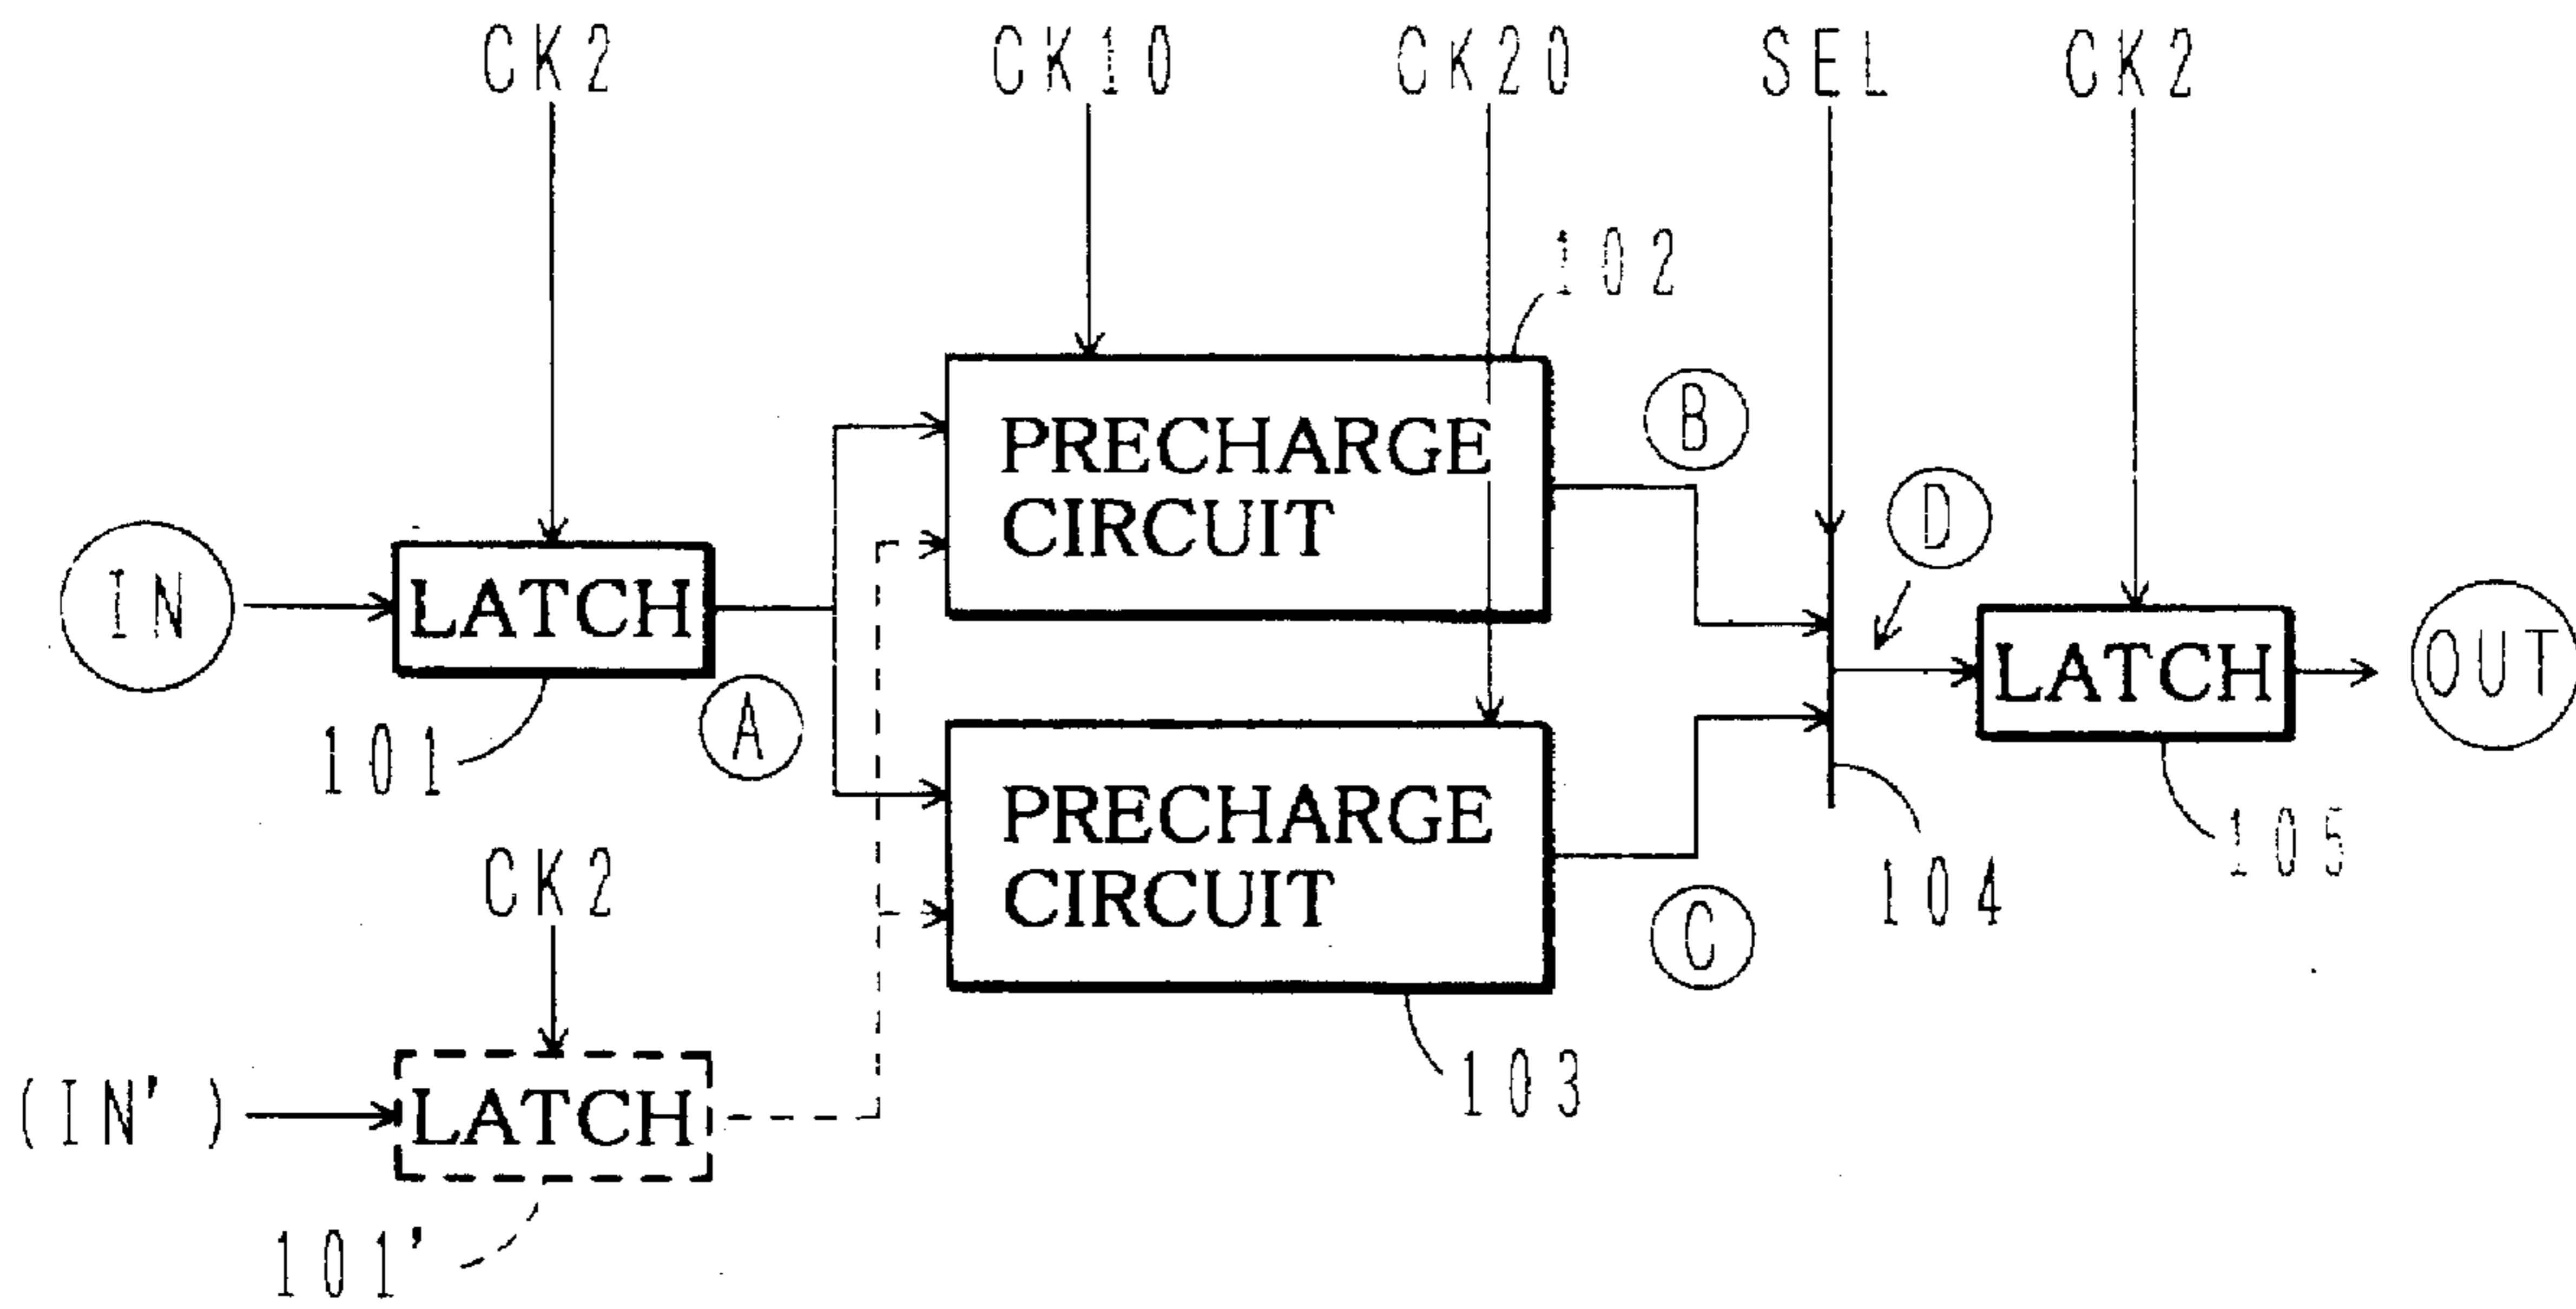 CK2
CK10
CK20
SEL
CK2
102
PRECHARGE
CIRCUIT
B
D
IN
LATCH
LATCH
OUT
101
A
PRECHARGE
CIRCUIT
105
104
CK2
C
103
(IN')
LATCH
101'